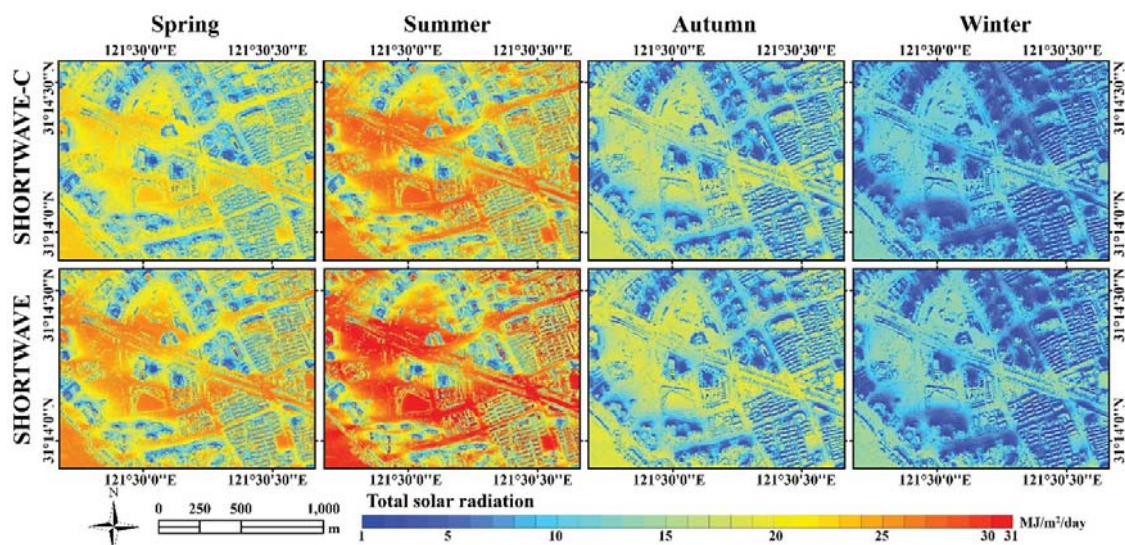 Spring Summer Autumn Winter
121°30'0"E 121°30'30"E 121°30'0"E 121°30'30"E 121°30'0"E 121°30'30"E 121°30'0"E 121°30'30"E
SHORTWAVE-C
31°14'30"N 31°14'30"N
31°14'0"N 31°14'0"N
SHORTWAVE
31°14'30"N 31°14'30"N
31°14'0"N 31°14'0"N
121°30'0"E 121°30'30"E 121°30'0"E 121°30'30"E 121°30'0"E 121°30'30"E 121°30'0"E 121°30'30"E
N
0 250 500 1,000
m
Total solar radiation
MJ/m²/day
1 5 10 15 20 25 30 31